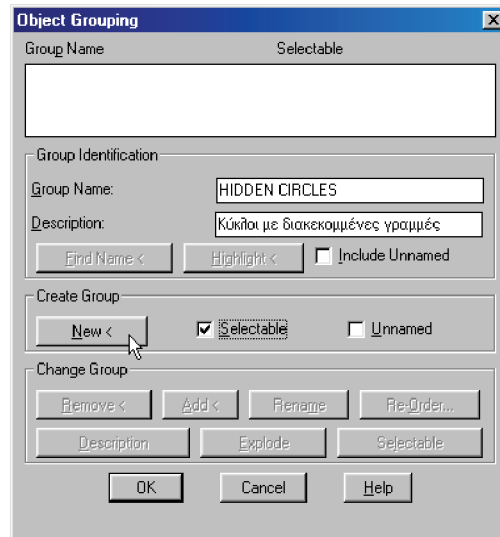 Object Grouping
Group Name Selectable
Group Identification
Group Name: HIDDEN CIRCLES
Description: Κύκλοι με διακεκομμένες γραμμές
Find Name < Highlight < Include Unnamed
Create Group
New < Selectable Unnamed
Change Group
Remove < Add < Rename Re-Order...
Description Explode Selectable
OK Cancel Help